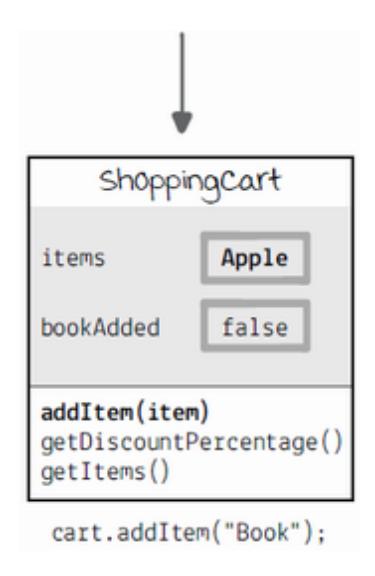 ShoppingCart
items Apple
bookAdded false
addItem(item)
getDiscountPercentage()
getItems()
cart.addItem("Book");